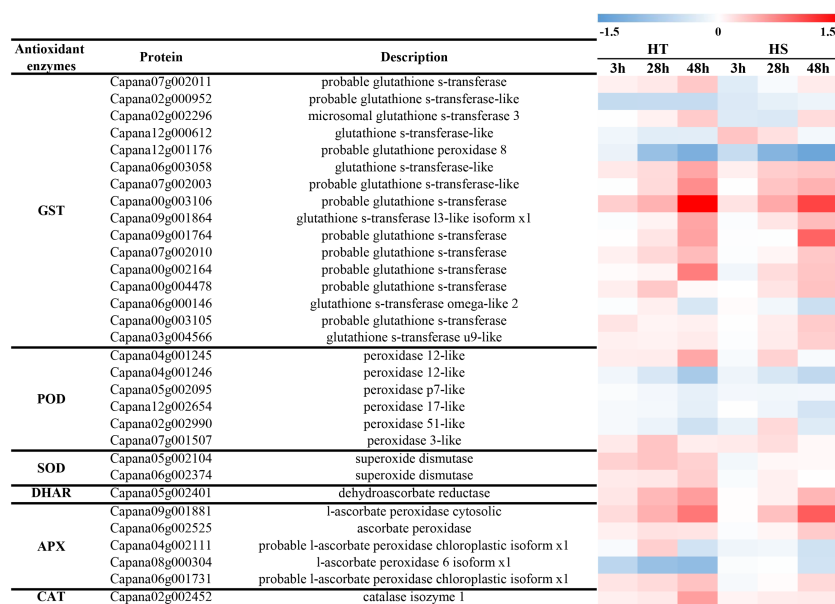 -1.5 0 1.5
Antioxidant enzymes Protein Description HT HS
3h 28h 48h 3h 28h 48h
Capana07g002011 probable glutathione s-transferase
Capana02g000952 probable glutathione s-transferase-like
Capana02g002296 microsomal glutathione s-transferase 3
Capana12g000612 glutathione s-transferase-like
Capana12g001176 probable glutathione peroxidase 8
Capana06g003058 glutathione s-transferase-like
Capana07g002003 probable glutathione s-transferase-like
Capana00g003106 probable glutathione s-transferase
GST Capana09g001864 glutathione s-transferase l3-like isoform x1
Capana09g001764 probable glutathione s-transferase
Capana07g002010 probable glutathione s-transferase
Capana00g002164 probable glutathione s-transferase
Capana00g004478 probable glutathione s-transferase
Capana06g000146 glutathione s-transferase omega-like 2
Capana00g003105 probable glutathione s-transferase
Capana03g004566 glutathione s-transferase u9-like
Capana04g001245 peroxidase 12-like
Capana04g001246 peroxidase 12-like
POD Capana05g002095 peroxidase p7-like
Capana12g002654 peroxidase 17-like
Capana02g002990 peroxidase 51-like
Capana07g001507 peroxidase 3-like
SOD Capana05g002104 superoxide dismutase
Capana06g002374 superoxide dismutase
DHAR Capana05g002401 dehydroascorbate reductase
Capana09g001881 l-ascorbate peroxidase cytosolic
Capana06g002525 ascorbate peroxidase
APX Capana04g002111 probable l-ascorbate peroxidase chloroplastic isoform x1
Capana08g000304 l-ascorbate peroxidase 6 isoform x1
Capana06g001731 probable l-ascorbate peroxidase chloroplastic isoform x1
CAT Capana02g002452 catalase isozyme 1